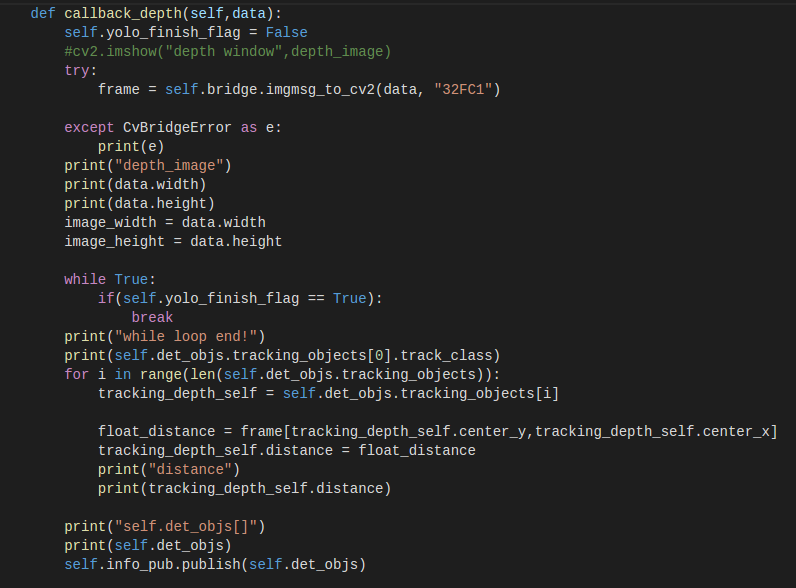 def callback_depth(self,data):
    self.yolo_finish_flag = False
    #cv2.imshow("depth window",depth_image)
    try:
        frame = self.bridge.imgmsg_to_cv2(data, "32FC1")

    except CvBridgeError as e:
        print(e)
    print("depth_image")
    print(data.width)
    print(data.height)
    image_width = data.width
    image_height = data.height

    while True:
        if(self.yolo_finish_flag == True):
            break
    print("while loop end!")
    print(self.det_objs.tracking_objects[0].track_class)
    for i in range(len(self.det_objs.tracking_objects)):
        tracking_depth_self = self.det_objs.tracking_objects[i]

        float_distance = frame[tracking_depth_self.center_y,tracking_depth_self.center_x]
        tracking_depth_self.distance = float_distance
        print("distance")
        print(tracking_depth_self.distance)

    print("self.det_objs[]")
    print(self.det_objs)
    self.info_pub.publish(self.det_objs)